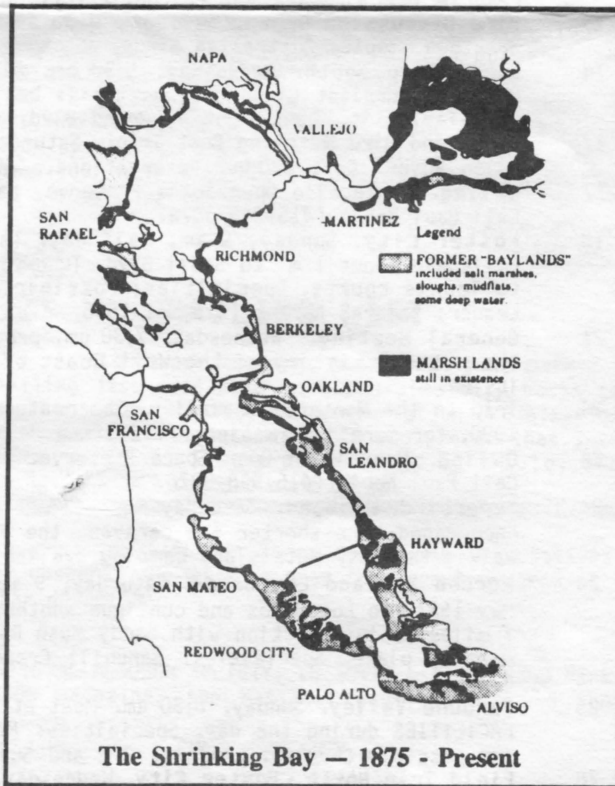 NAPA
VALLEJO
MARTINEZ
SAN
RAFAEL
RICHMOND
Legend
FORMER "BAYLANDS"
included salt marshes,
sloughs, mudflats,
some deep water.
BERKELEY
MARSH LANDS
still in existence
OAKLAND
SAN
FRANCISCO
SAN
LEANDRO
HAYWARD
SAN MATEO
REDWOOD CITY
PALO ALTO
ALVISO
The Shrinking Bay — 1875 - Present